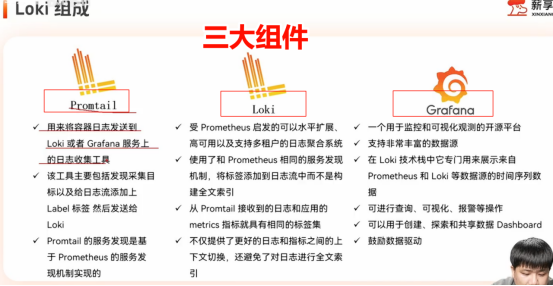 Loki 组成
薪享
三大组件
Promtail
用来将容器日志发送到
Loki 或者 Grafana 服务上
的日志收集工具
该工具主要包括发现采集目
标以及给日志流添加上
Label 标签 然后发送给
Loki
Promtail 的服务发现是基
于 Prometheus 的服务发
现机制实现的
Loki
受 Prometheus 启发的可以水平扩展、
高可用以及支持多租户的日志聚合系统
使用了和 Prometheus 相同的服务发现
机制，将标签添加到日志流中而不是构
建全文索引
从 Promtail 接收到的日志和应用的
metrics 指标就具有相同的标签集
不仅提供了更好的日志和指标之间的上
下文切换，还避免了对日志进行全文索
引
Grafana
一个用于监控和可视化观测的开源平台
支持非常丰富的数据源
在 Loki 技术栈中它专门用来展示来自
Prometheus 和 Loki 等数据源的时间序列数
据
可进行查询、可视化、报警等操作
可以用于创建、探索和共享数据 Dashboard
鼓励数据驱动